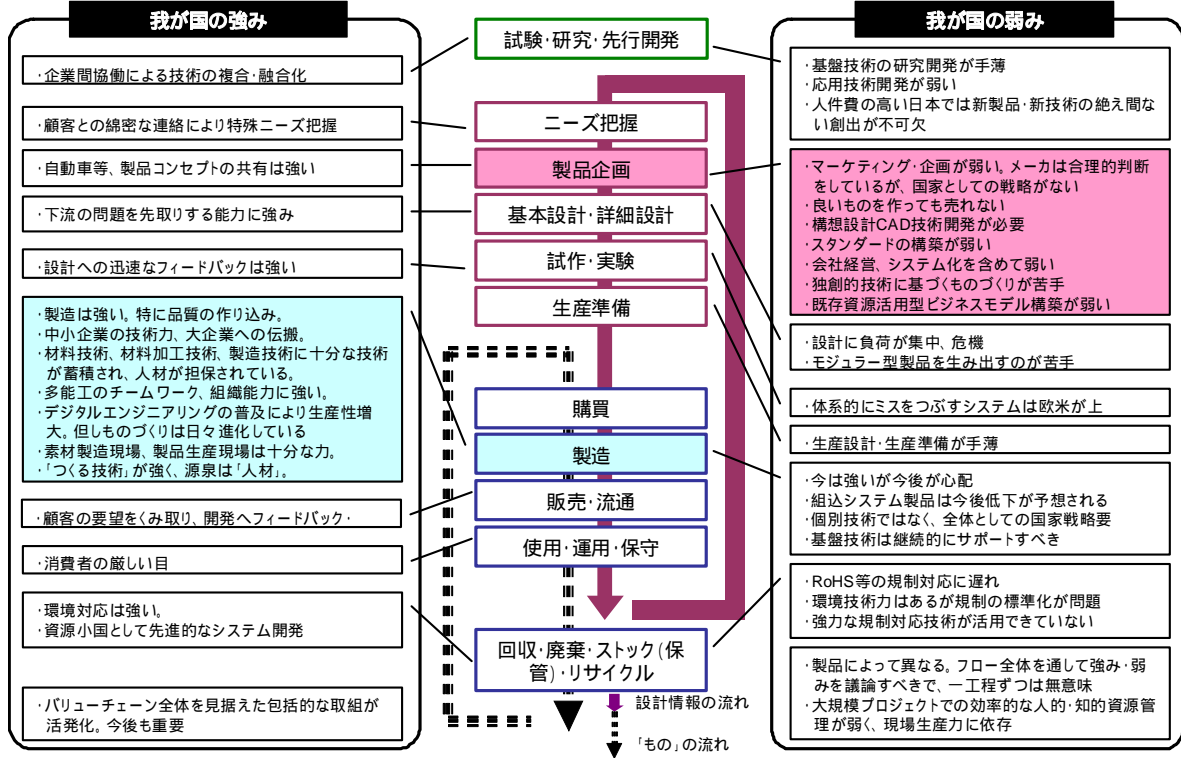 我が国の強み
・企業間協働による技術の複合・融合化
・顧客との綿密な連絡により特殊ニーズ把握
・自動車等、製品コンセプトの共有は強い
・下流の問題を先取りする能力に強み
・設計への迅速なフィードバックは強い
・製造は強い。特に品質の作り込み。
・中小企業の技術力、大企業への伝搬。
・材料技術、材料加工技術、製造技術に十分な技術
が蓄積され、人材が担保されている。
・多能工のチームワーク、組織能力に強い。
・デジタルエンジニアリングの普及により生産性増
大。但しものづくりは日々進化している
・素材製造現場、製品生産現場は十分な力。
・「つくる技術」が強く、源泉は「人材」。
・顧客の要望をくみ取り、開発へフィードバック・
・消費者の厳しい目
・環境対応は強い。
・資源小国として先進的なシステム開発
・バリューチェーン全体を見据えた包括的な取組が
活発化。今後も重要
試験・研究・先行開発
ニーズ把握
製品企画
基本設計・詳細設計
試作・実験
生産準備
購買
製造
販売・流通
使用・運用・保守
回収・廃棄・ストック(保
管)・リサイクル
設計情報の流れ
「もの」の流れ
我が国の弱み
・基盤技術の研究開発が手薄
・応用技術開発が弱い
・人件費の高い日本では新製品・新技術の絶え間な
い創出が不可欠
・マーケティング・企画が弱い。メーカは合理的判断
をしているが、国家としての戦略がない
・良いものを作っても売れない
・構想設計CAD技術開発が必要
・スタンダードの構築が弱い
・会社経営、システム化を含めて弱い
・独創的技術に基づくものづくりが苦手
・既存資源活用型ビジネスモデル構築が弱い
・設計に負荷が集中、危機
・モジュラー型製品を生み出すのが苦手
・体系的にミスをつぶすシステムは欧米が上
・生産設計・生産準備が手薄
・今は強いが今後が心配
・組込システム製品は今後低下が予想される
・個別技術ではなく、全体としての国家戦略要
・基盤技術は継続的にサポートすべき
・RoHS等の規制対応に遅れ
・環境技術力はあるが規制の標準化が問題
・強力な規制対応技術が活用できていない
・製品によって異なる。フロー全体を通して強み・弱
みを議論すべきで、一工程ずつは無意味
・大規模プロジェクトでの効率的な人的・知的資源管
理が弱く、現場生産力に依存